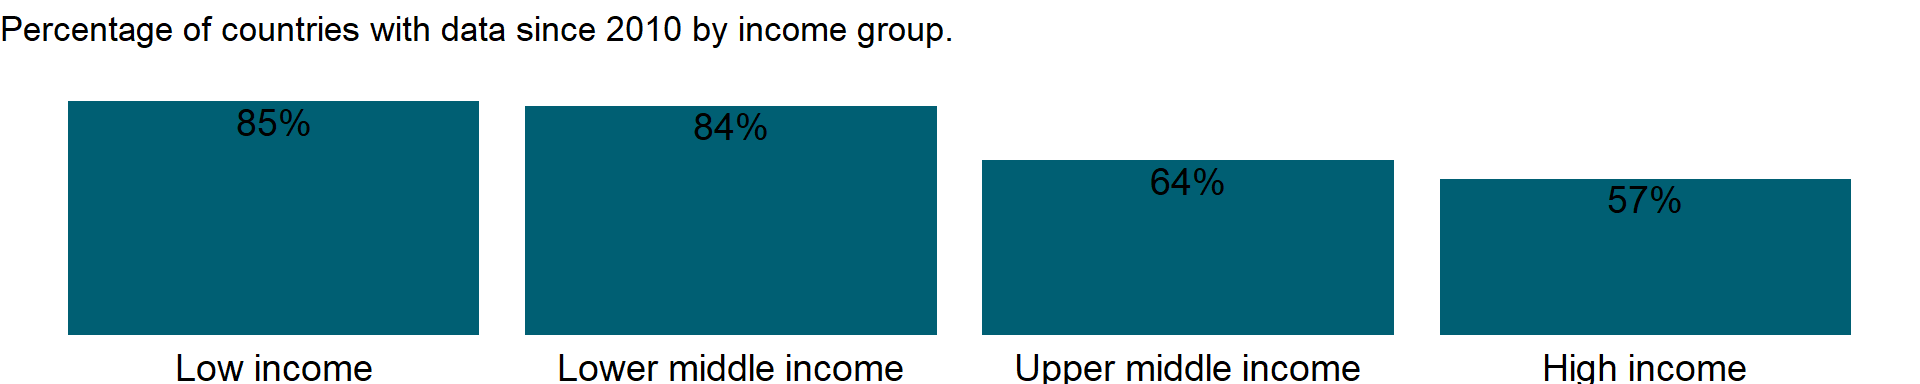 Percentage of countries with data since 2010 by income group.
85%
84%
64%
57%
Low income
Lower middle income
Upper middle income
High income